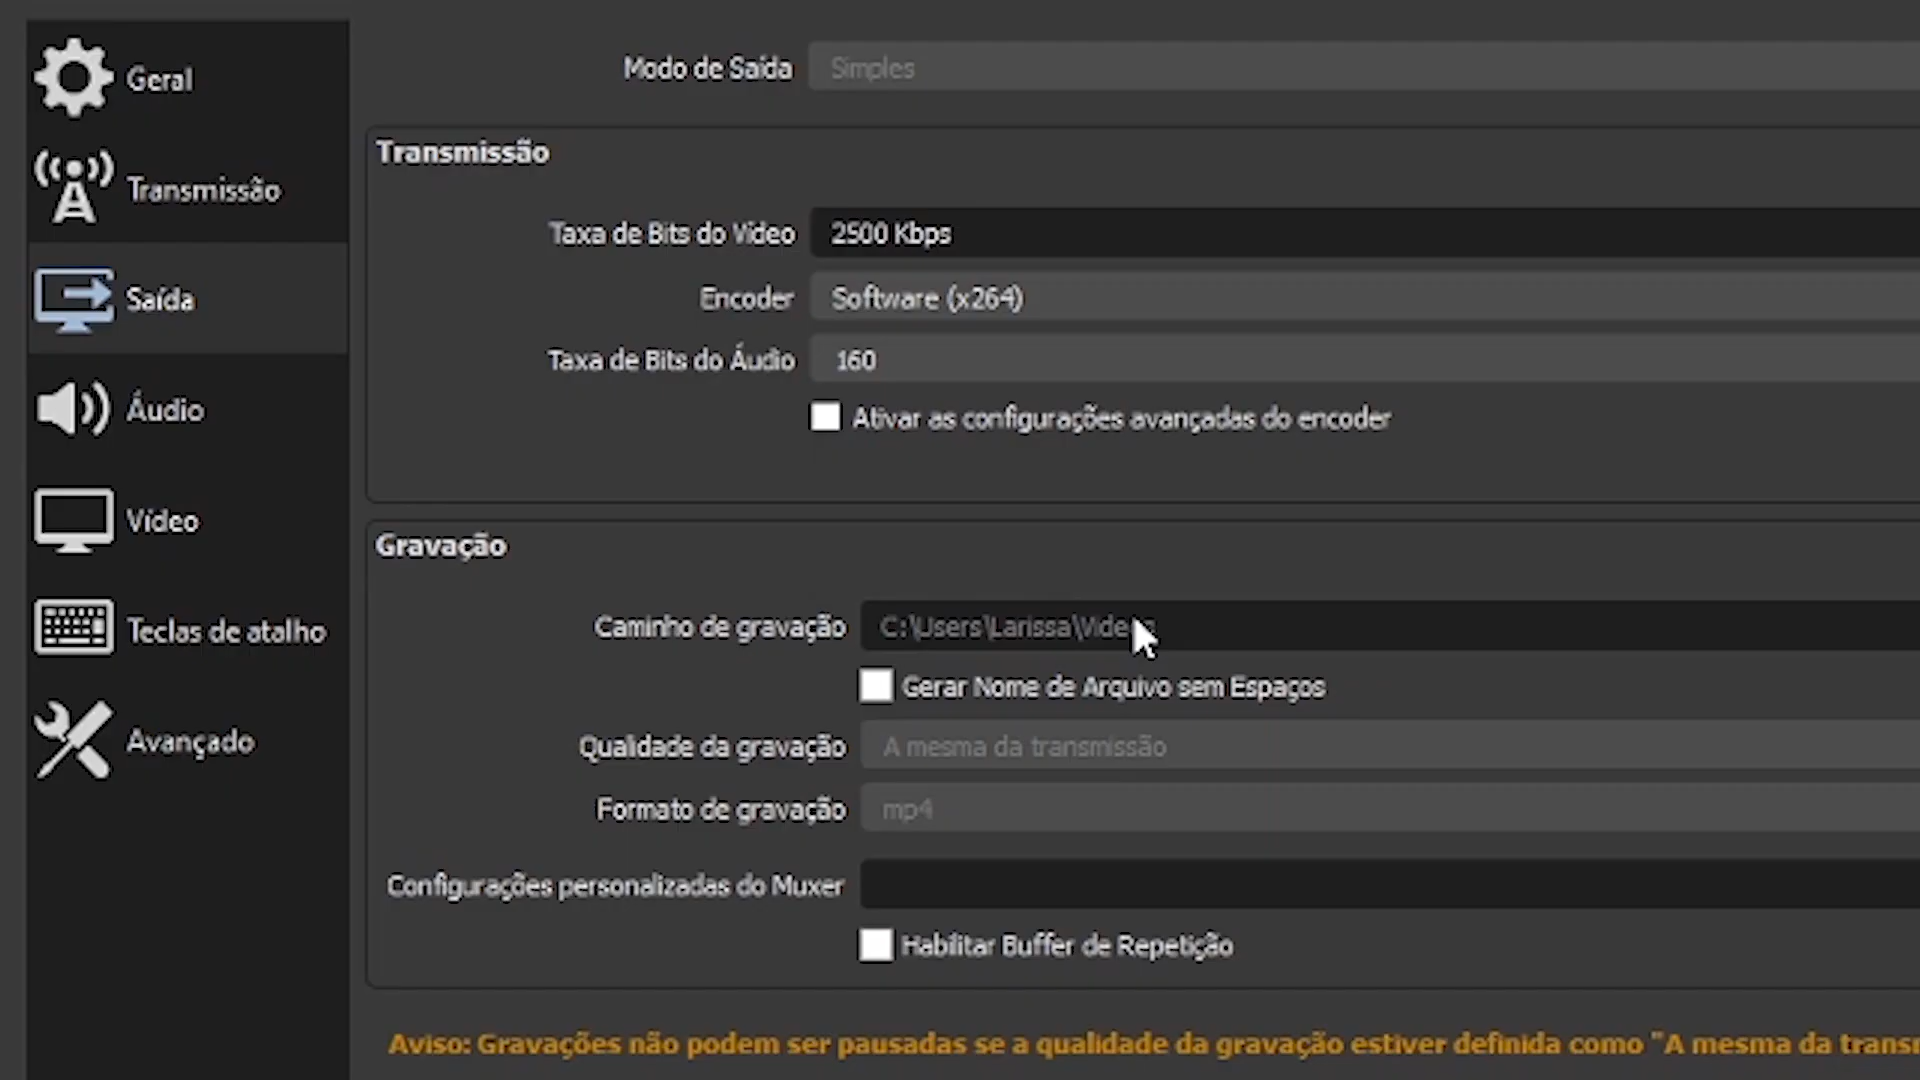 Geral
Transmissão
Saída
Áudio
Vídeo
Teclas de atalho
Avançado
Modo de Saída Simples
Transmissão
Taxa de Bits do Vídeo 2500 Kbps
Encoder Software (x264)
Taxa de Bits do Áudio 160
Ativar as configurações avançadas do encoder
Gravação
Caminho de gravação C:\Users\Larissa\Videos
Gerar Nome de Arquivo sem Espaços
Qualidade da gravação A mesma da transmissão
Formato de gravação mp4
Configurações personalizadas do Muxer
Habilitar Buffer de Repetição
Aviso: Gravações não podem ser pausadas se a qualidade da gravação estiver definida como "A mesma da